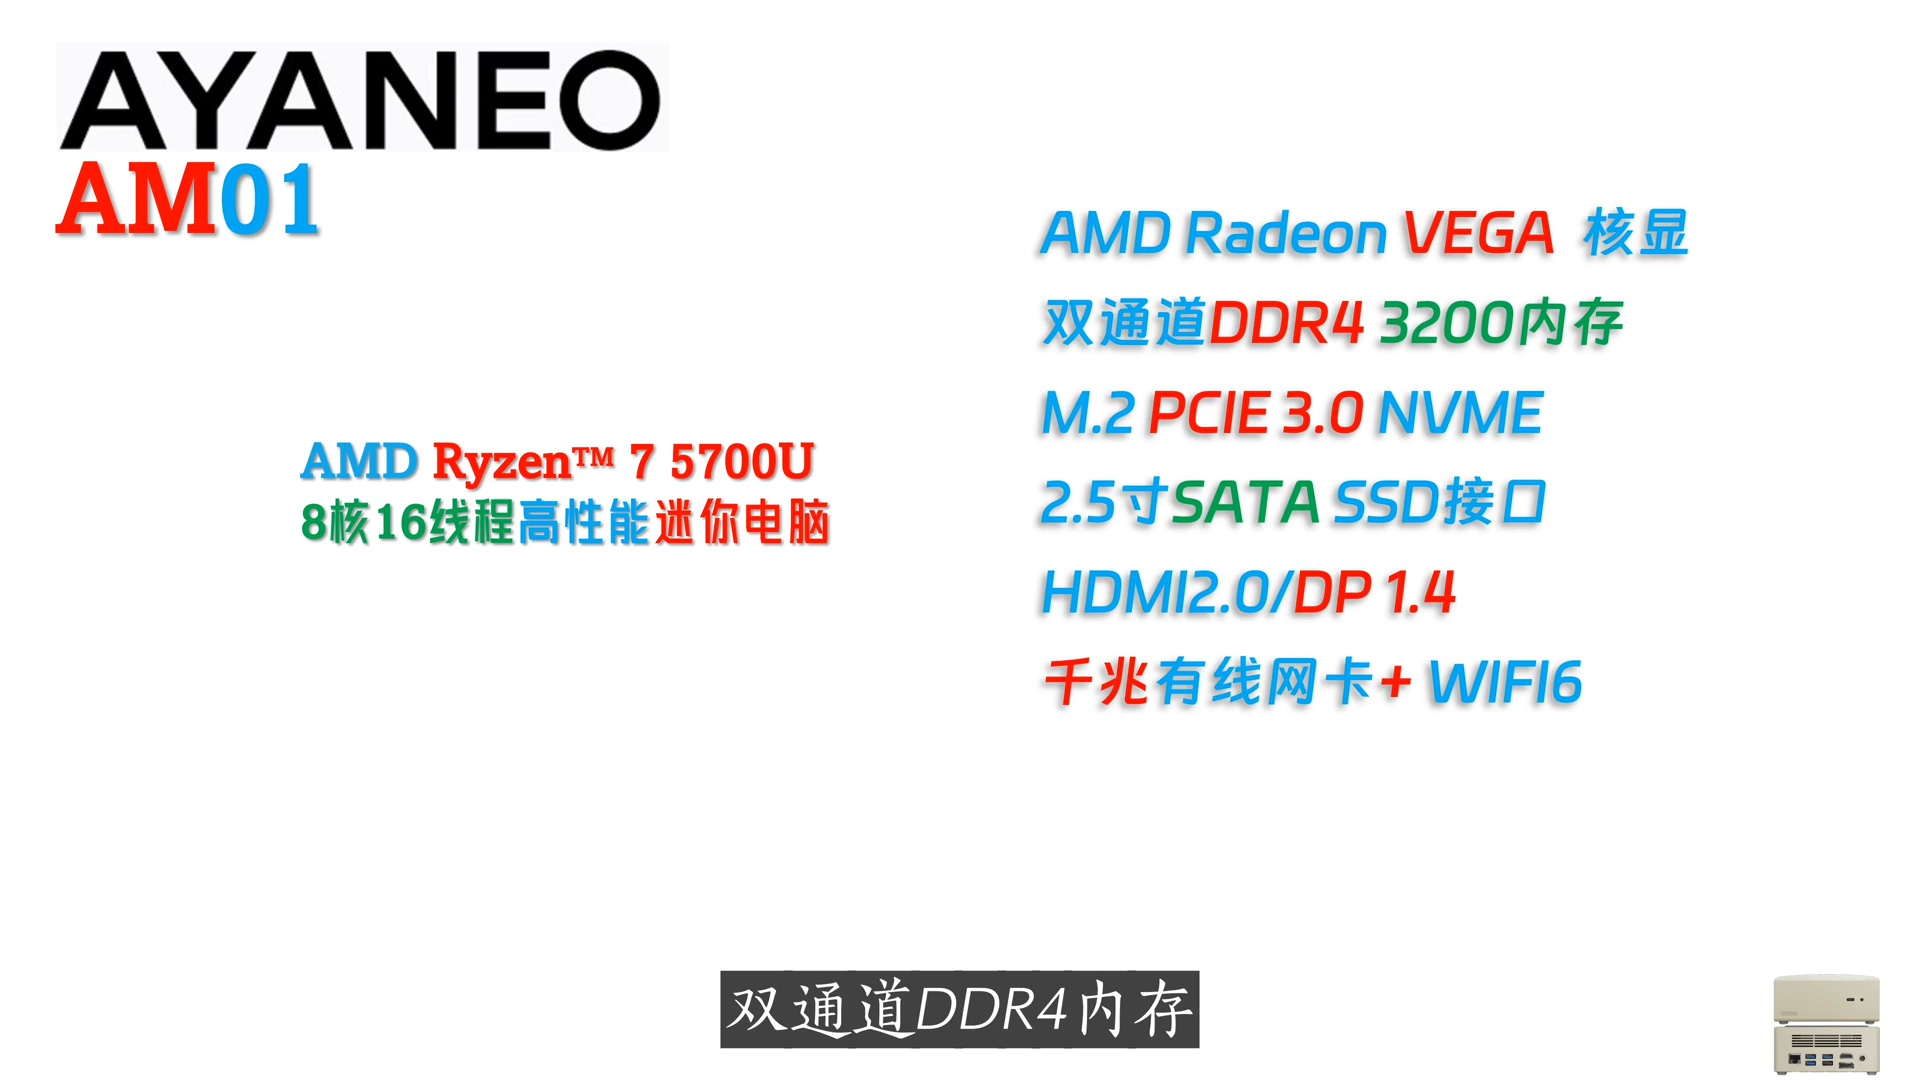 AYANEO
AM01
AMD Ryzen™ 7 5700U
8核16线程高性能迷你电脑
AMD Radeon VEGA 核显
双通道DDR4 3200内存
M.2 PCIE 3.0 NVME
2.5寸SATA SSD接口
HDMI2.0/DP 1.4
千兆有线网卡+ WIFI6
双通道DDR4内存